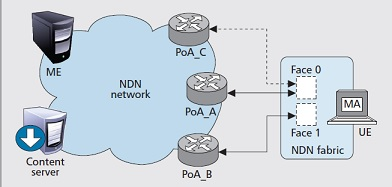 PoA_C
ME
Face 0
NDN
network
MA
PoA_A
Face 1
UE
NDN fabric
Content
server
PoA_B